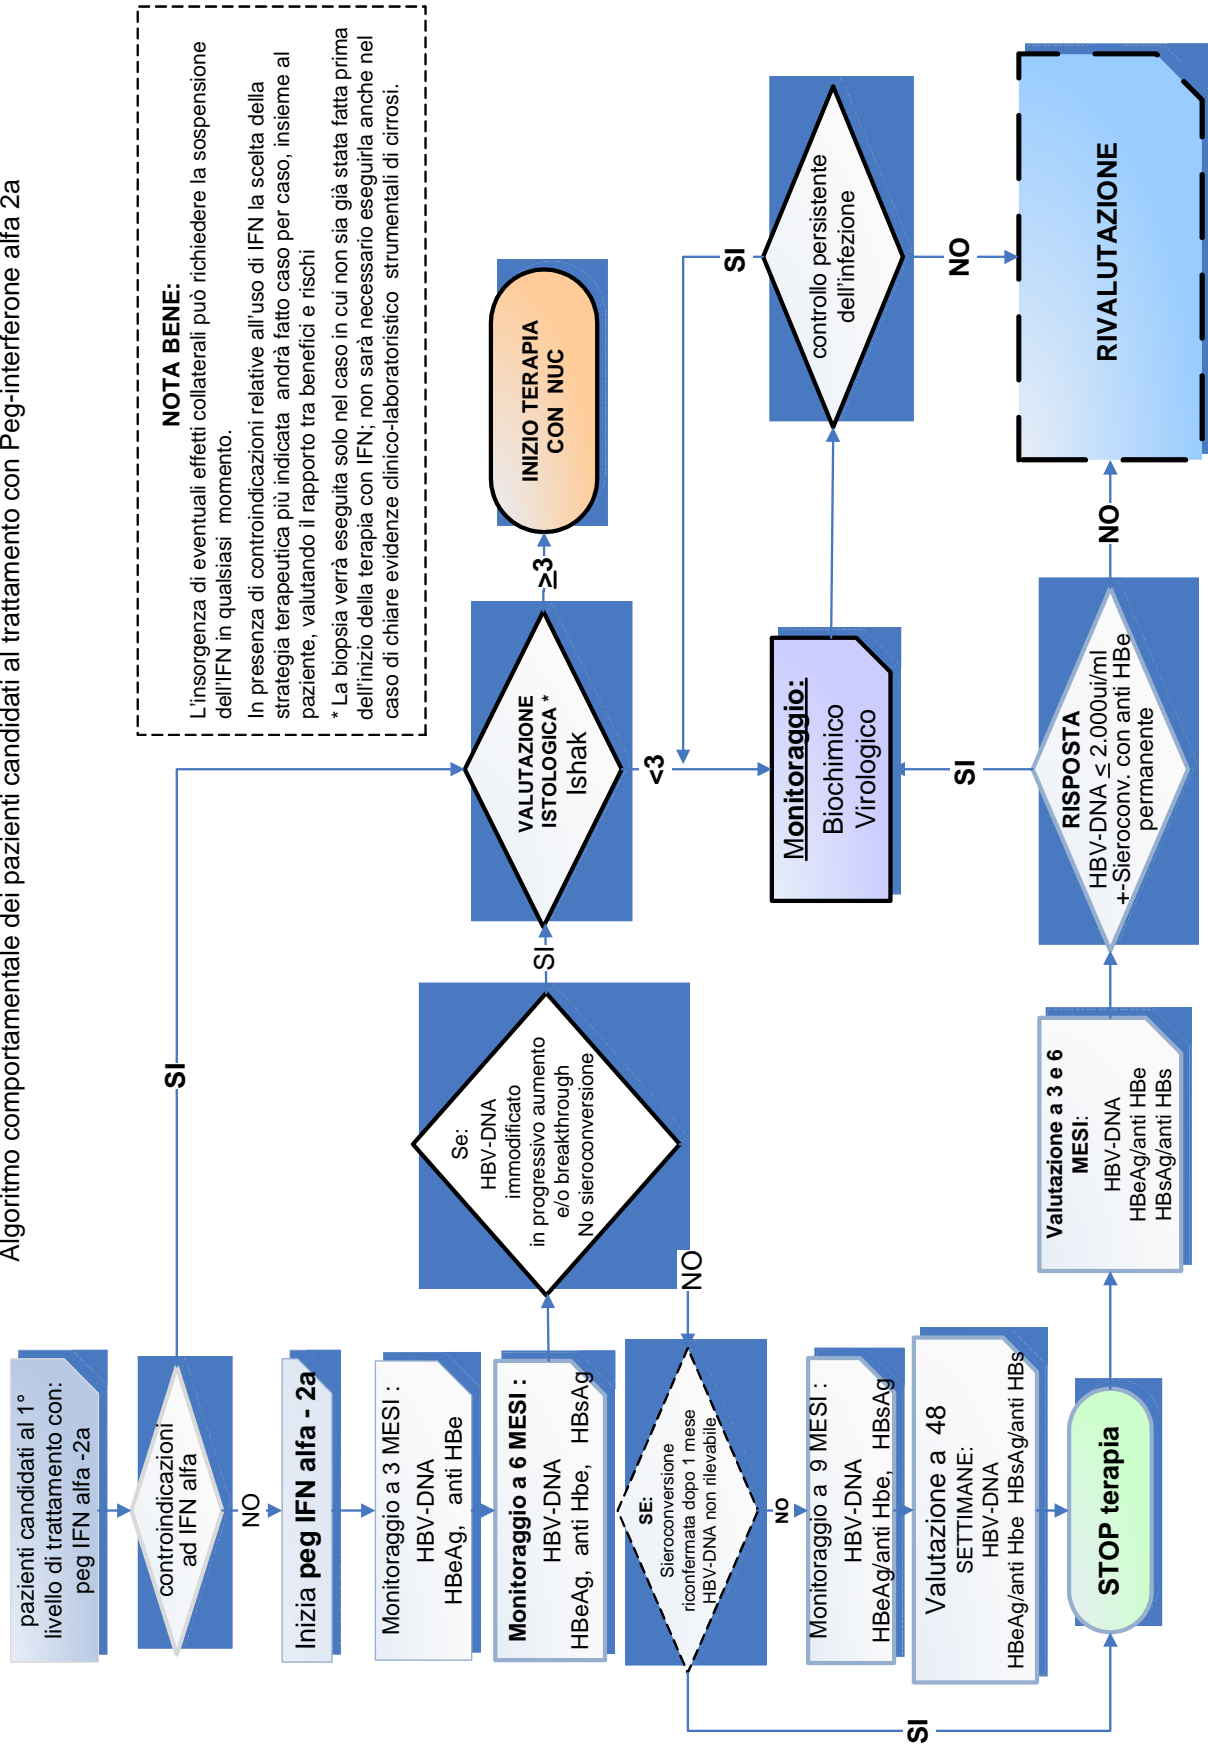 Algoritmo comportamentale dei pazienti candidati al trattamento con Peg-interferone alfa 2a
pazienti candidati al 1°
livello di trattamento con:
peg IFN alfa -2a
controindicazioni
ad IFN alfa
SI
NO
Inizia peg IFN alfa - 2a
Monitoraggio a 3 MESI :
HBV-DNA
HBeAg, anti HBe
Monitoraggio a 6 MESI :
HBV-DNA
HBeAg, anti Hbe, HBsAg
Se:
HBV-DNA
immodificato
in progressivo aumento
e/o breakthrough
No sieroconversione
SI
NO
VALUTAZIONE
ISTOLOGICA *
Ishak
≥3
<3
INIZIO TERAPIA
CON NUC
NOTA BENE:
L'insorgenza di eventuali effetti collaterali può richiedere la sospensione
dell'IFN in qualsiasi momento.
In presenza di controindicazioni relative all'uso di IFN la scelta della
strategia terapeutica più indicata andrà fatto caso per caso, insieme al
paziente, valutando il rapporto tra benefici e rischi
* La biopsia verrà eseguita solo nel caso in cui non sia già stata fatta prima
dell'inizio della terapia con IFN; non sarà necessario eseguirla anche nel
caso di chiare evidenze clinico-laboratoristico strumentali di cirrosi.
SE:
Sieroconversione
riconfermata dopo 1 mese
HBV-DNA non rilevabile
NO
SI
Monitoraggio a 9 MESI :
HBV-DNA
HBeAg/anti Hbe, HBsAg
Valutazione a 48
SETTIMANE:
HBV-DNA
HBeAg/anti Hbe HBsAg/anti HBs
STOP terapia
Valutazione a 3 e 6
MESI:
HBV-DNA
HBeAg/anti HBe
HBsAg/anti HBs
RISPOSTA
HBV-DNA ≤ 2.000ui/ml
+-Sieroconv. con anti HBe
permanente
SI
NO
Monitoraggio:
Biochimico
Virologico
controllo persistente
dell'infezione
SI
NO
RIVALUTAZIONE